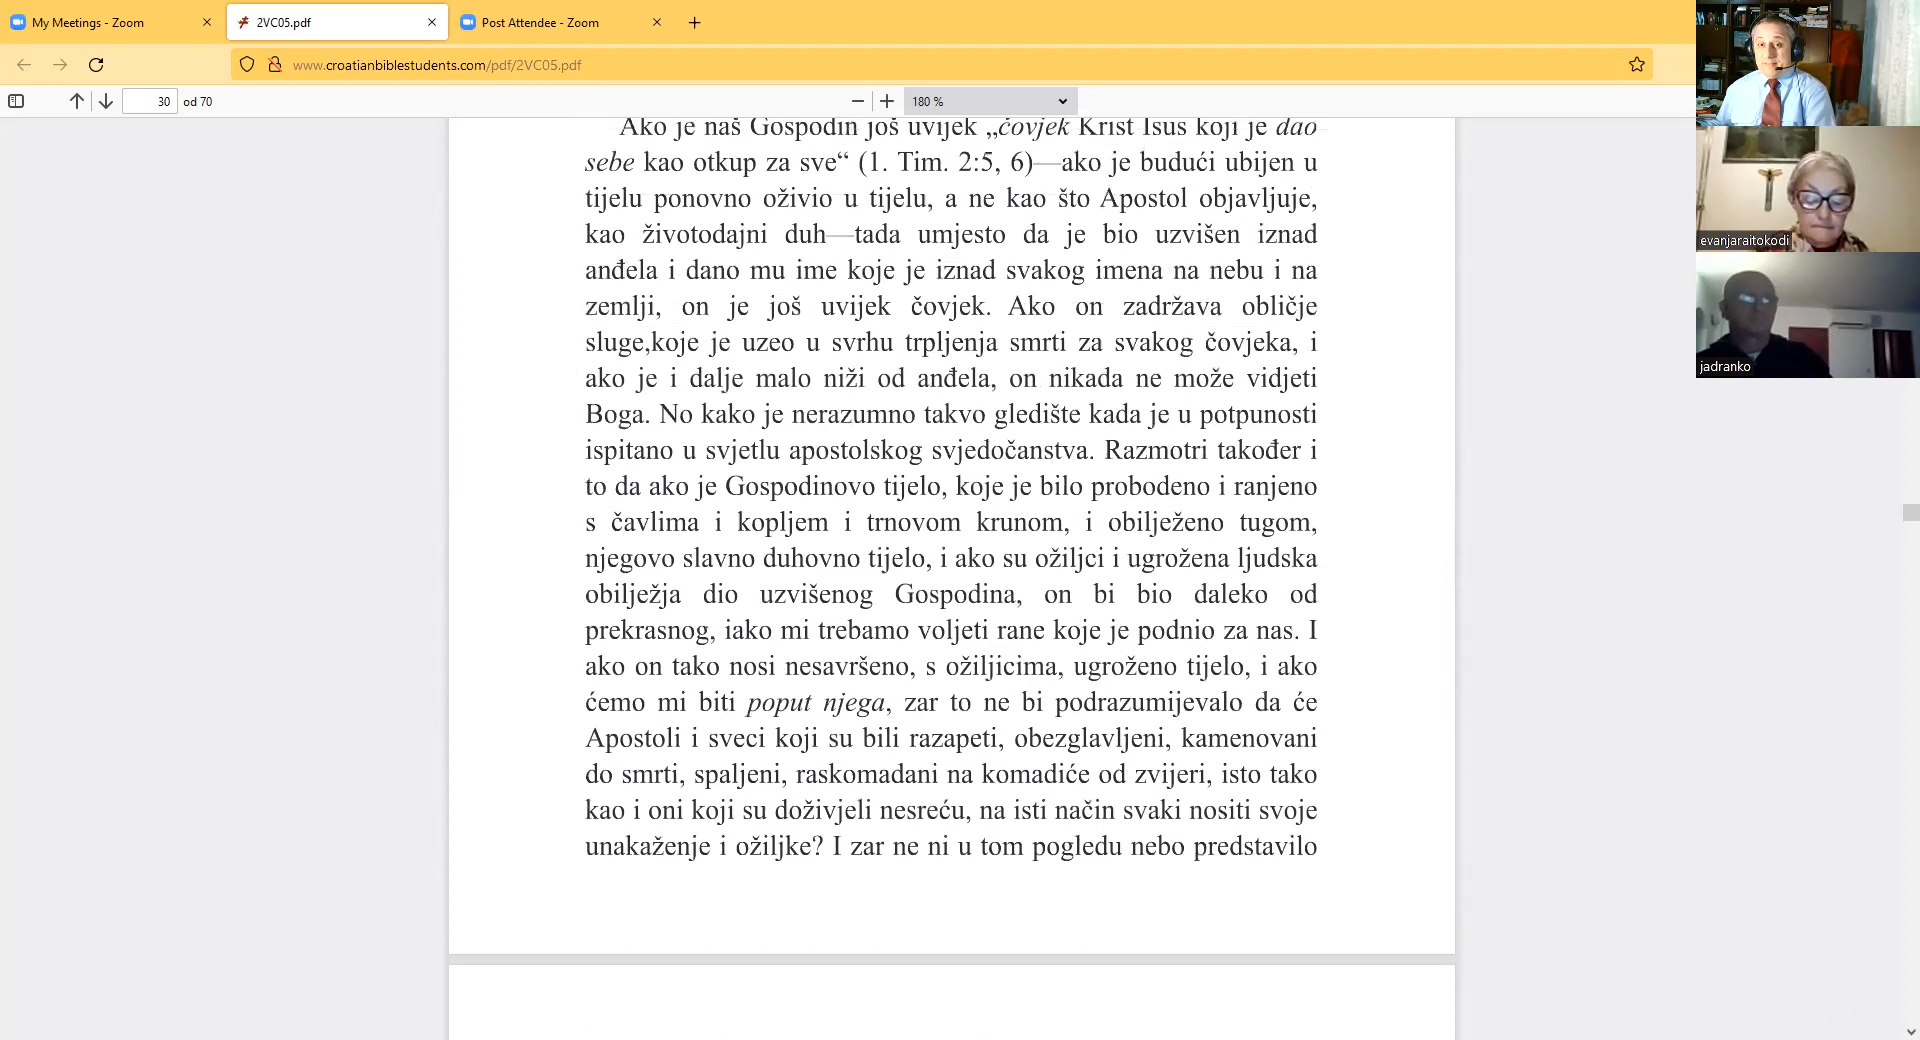 My Meetings - Zoom
2VC05.pdf
Post Attendee - Zoom
www.croatianbiblestudents.com/pdf/2VC05.pdf
30 od 70
180 %
Ako je naš Gospodin još uvijek „čovjek Krist Isus koji je dao
sebe kao otkup za sve“ (1. Tim. 2:5, 6)—ako je budući ubijen u
tijelu ponovno oživio u tijelu, a ne kao što Apostol objavljuje,
kao životodajni duh—tada umjesto da je bio uzvišen iznad
anđela i dano mu ime koje je iznad svakog imena na nebu i na
zemlji, on je još uvijek čovjek. Ako on zadržava obličje
sluge,koje je uzeo u svrhu trpljenja smrti za svakog čovjeka, i
ako je i dalje malo niži od anđela, on nikada ne može vidjeti
Boga. No kako je nerazumno takvo gledište kada je u potpunosti
ispitano u svjetlu apostolskog svjedočanstva. Razmotri također i
to da ako je Gospodinovo tijelo, koje je bilo probodeno i ranjeno
s čavlima i kopljem i trnovom krunom, i obilježeno tugom,
njegovo slavno duhovno tijelo, i ako su ožiljci i ugrožena ljudska
obilježja dio uzvišenog Gospodina, on bi bio daleko od
prekrasnog, iako mi trebamo voljeti rane koje je podnio za nas. I
ako on tako nosi nesavršeno, s ožiljicima, ugroženo tijelo, i ako
ćemo mi biti poput njega, zar to ne bi podrazumijevalo da će
Apostoli i sveci koji su bili razapeti, obezglavljeni, kamenovani
do smrti, spaljeni, raskomadani na komadiće od zvijeri, isto tako
kao i oni koji su doživjeli nesreću, na isti način svaki nositi svoje
unakaženje i ožiljke? I zar ne ni u tom pogledu nebo predstavilo
evanjaraitokodi
jadranko